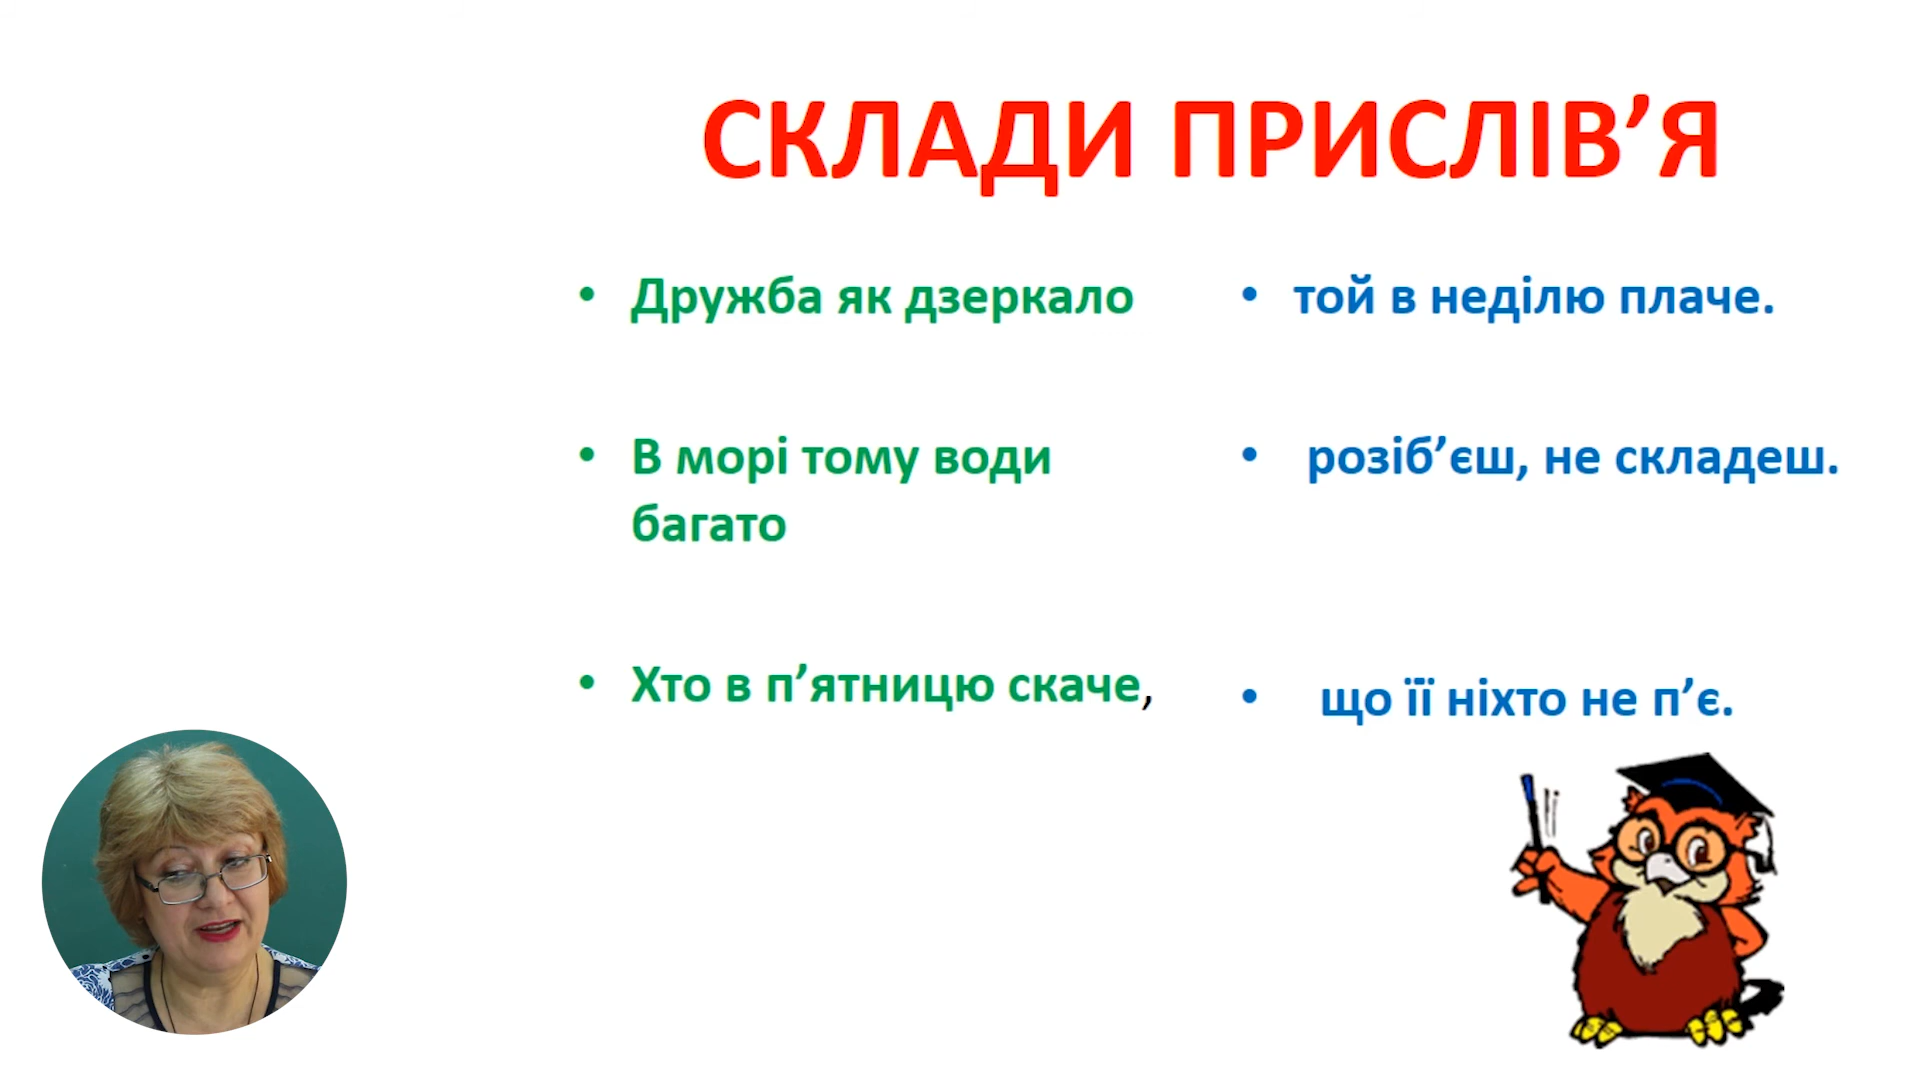 СКЛАДИ ПРИСЛІВ’Я
• Дружба як дзеркало
• В морі тому води
багато
• Хто в п’ятницю скаче,
• той в неділю плаче.
• розіб’єш, не складеш.
• що її ніхто не п’є.